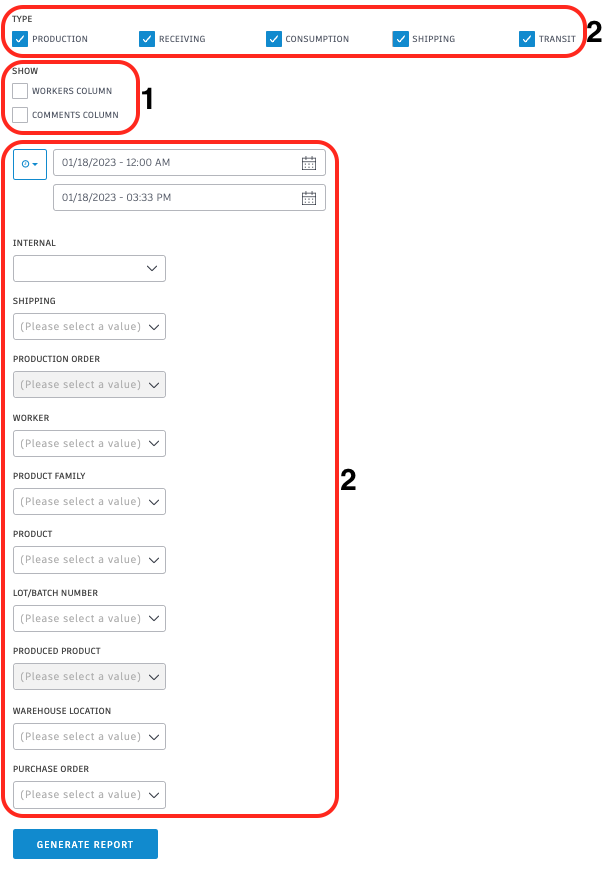 TYPE
PRODUCTION RECEIVING CONSUMPTION SHIPPING TRANSIT 2
SHOW
WORKERS COLUMN 1
COMMENTS COLUMN
01/18/2023 - 12:00 AM
01/18/2023 - 03:33 PM
INTERNAL
SHIPPING
(Please select a value)
PRODUCTION ORDER
(Please select a value)
WORKER
(Please select a value)
PRODUCT FAMILY
(Please select a value)
2
PRODUCT
(Please select a value)
LOT/BATCH NUMBER
(Please select a value)
PRODUCED PRODUCT
(Please select a value)
WAREHOUSE LOCATION
(Please select a value)
PURCHASE ORDER
(Please select a value)
GENERATE REPORT